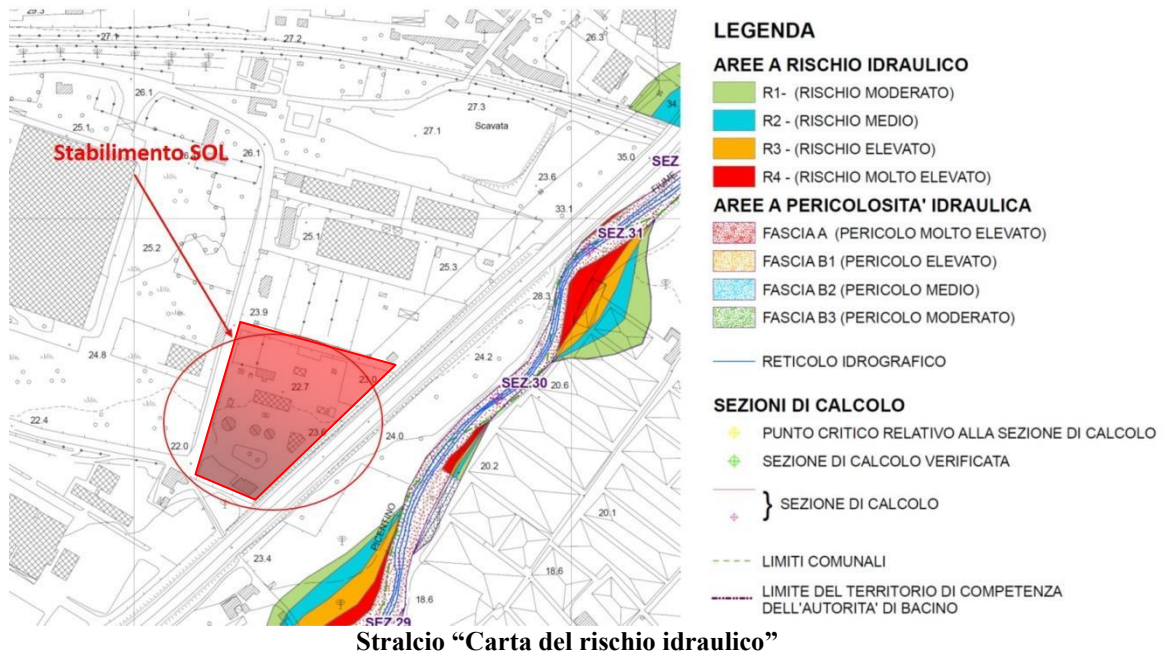 29.3
27.1
27.2
26.3
26.1
34.
27.3
25.1
Scavata
27.1
Stabilimento SOL
26.1
35.0
SEZ.
23.6
FIUME
33.1
SEZ.31
25.1
25.2
25.3
28.3
23.9
24.2
24.8
SEZ.30
22.7
23.0
20.6
22.4
23.6
24.0
22.0
20.2
20.1
PICENTINO
23.4
18.6
18.6
SEZ.29
LEGENDA
AREE A RISCHIO IDRAULICO
R1- (RISCHIO MODERATO)
R2 - (RISCHIO MEDIO)
R3 - (RISCHIO ELEVATO)
R4 - (RISCHIO MOLTO ELEVATO)
AREE A PERICOLOSITA' IDRAULICA
FASCIA A (PERICOLO MOLTO ELEVATO)
FASCIA B1 (PERICOLO ELEVATO)
FASCIA B2 (PERICOLO MEDIO)
FASCIA B3 (PERICOLO MODERATO)
RETICOLO IDROGRAFICO
SEZIONI DI CALCOLO
PUNTO CRITICO RELATIVO ALLA SEZIONE DI CALCOLO
SEZIONE DI CALCOLO VERIFICATA
} SEZIONE DI CALCOLO
LIMITI COMUNALI
LIMITE DEL TERRITORIO DI COMPETENZA
DELL'AUTORITA' DI BACINO
Stralcio “Carta del rischio idraulico”